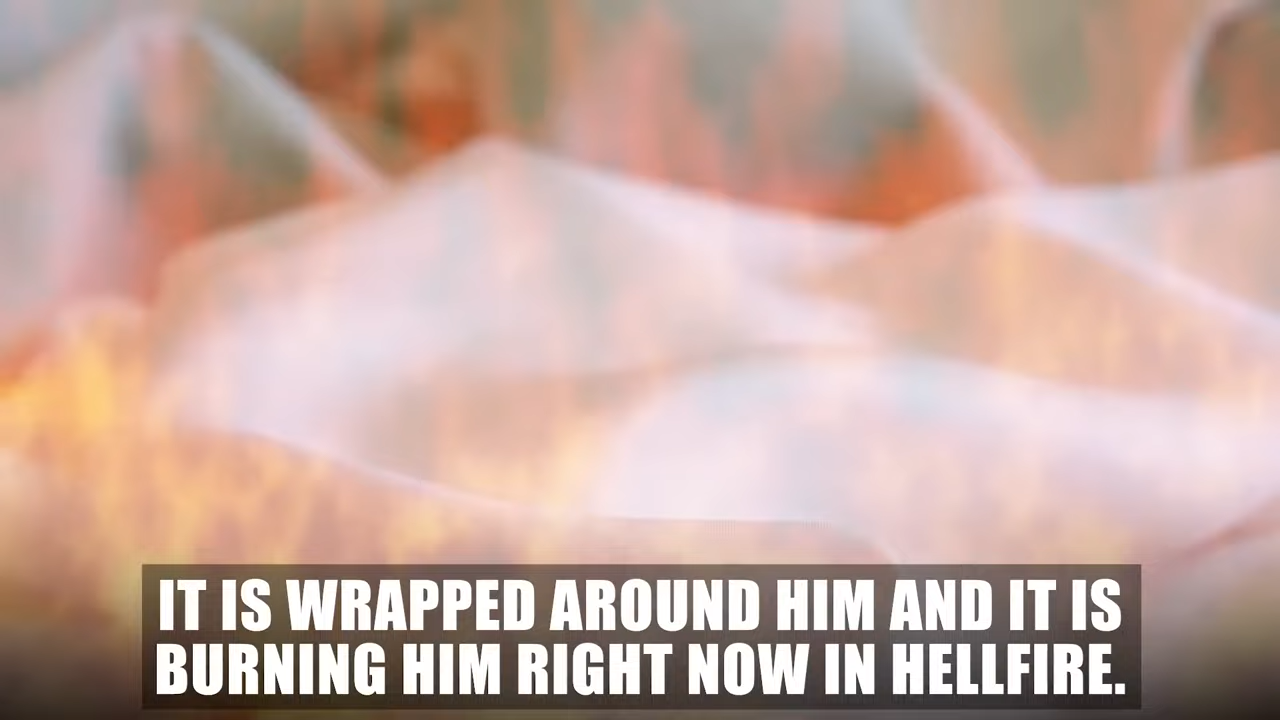 IT IS WRAPPED AROUND HIM AND IT IS
BURNING HIM RIGHT NOW IN HELLFIRE.